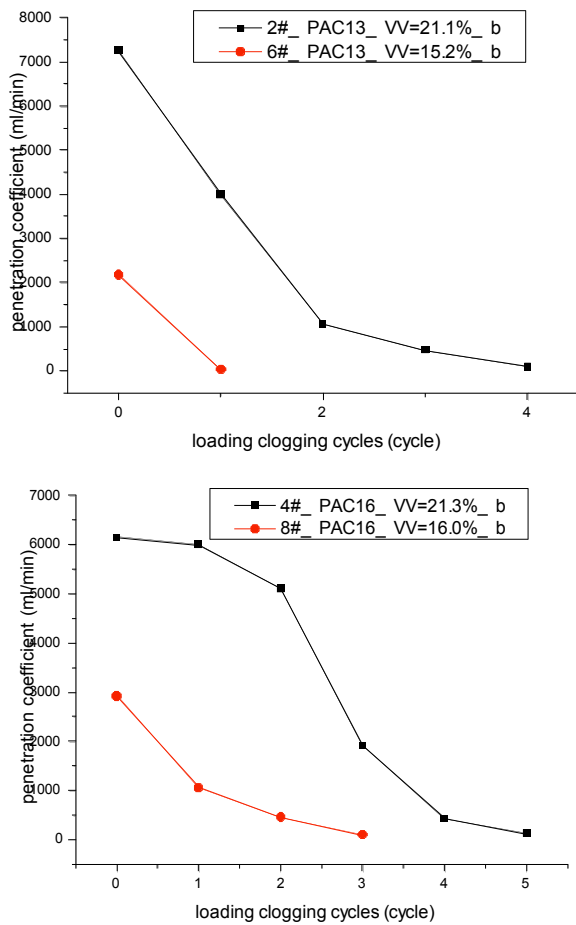 8000
7000
6000
5000
4000
3000
2000
1000
0
penetration coefficient (ml/min)
2#_ PAC13_ VV=21.1%_ b
6#_ PAC13_ VV=15.2%_ b
0 2 4
loading clogging cycles (cycle)
7000
6000
5000
4000
3000
2000
1000
0
penetration coefficient (ml/min)
4#_ PAC16_ VV=21.3%_ b
8#_ PAC16_ VV=16.0%_ b
0 1 2 3 4 5
loading clogging cycles (cycle)